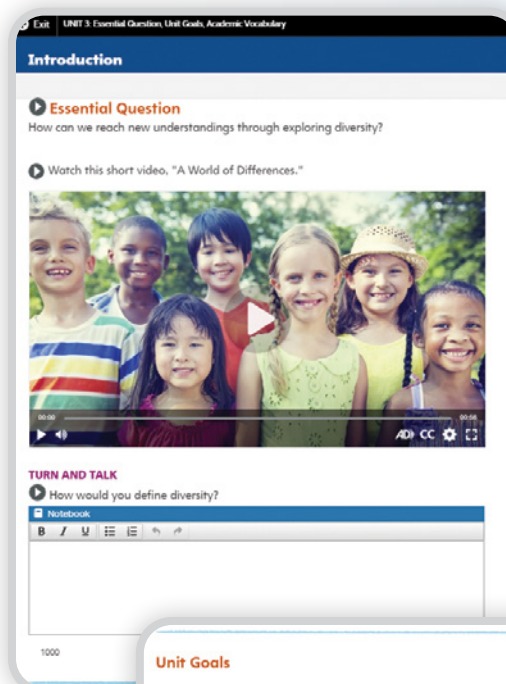 Exit UNIT 3: Essential Question, Unit Goals, Academic Vocabulary
Introduction
Essential Question
How can we reach new understandings through exploring diversity?
Watch this short video, "A World of Differences."
00:00 00:56
AD CC
TURN AND TALK
How would you define diversity?
Notebook
B I U
1000
Unit Goals